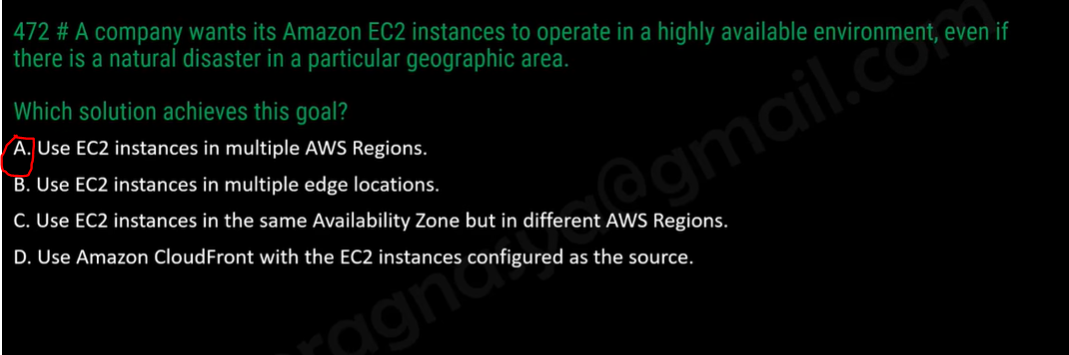 472 # A company wants its Amazon EC2 instances to operate in a highly available environment, even if
there is a natural disaster in a particular geographic area.
Which solution achieves this goal?
A. Use EC2 instances in multiple AWS Regions.
B. Use EC2 instances in multiple edge locations.
C. Use EC2 instances in the same Availability Zone but in different AWS Regions.
D. Use Amazon CloudFront with the EC2 instances configured as the source.